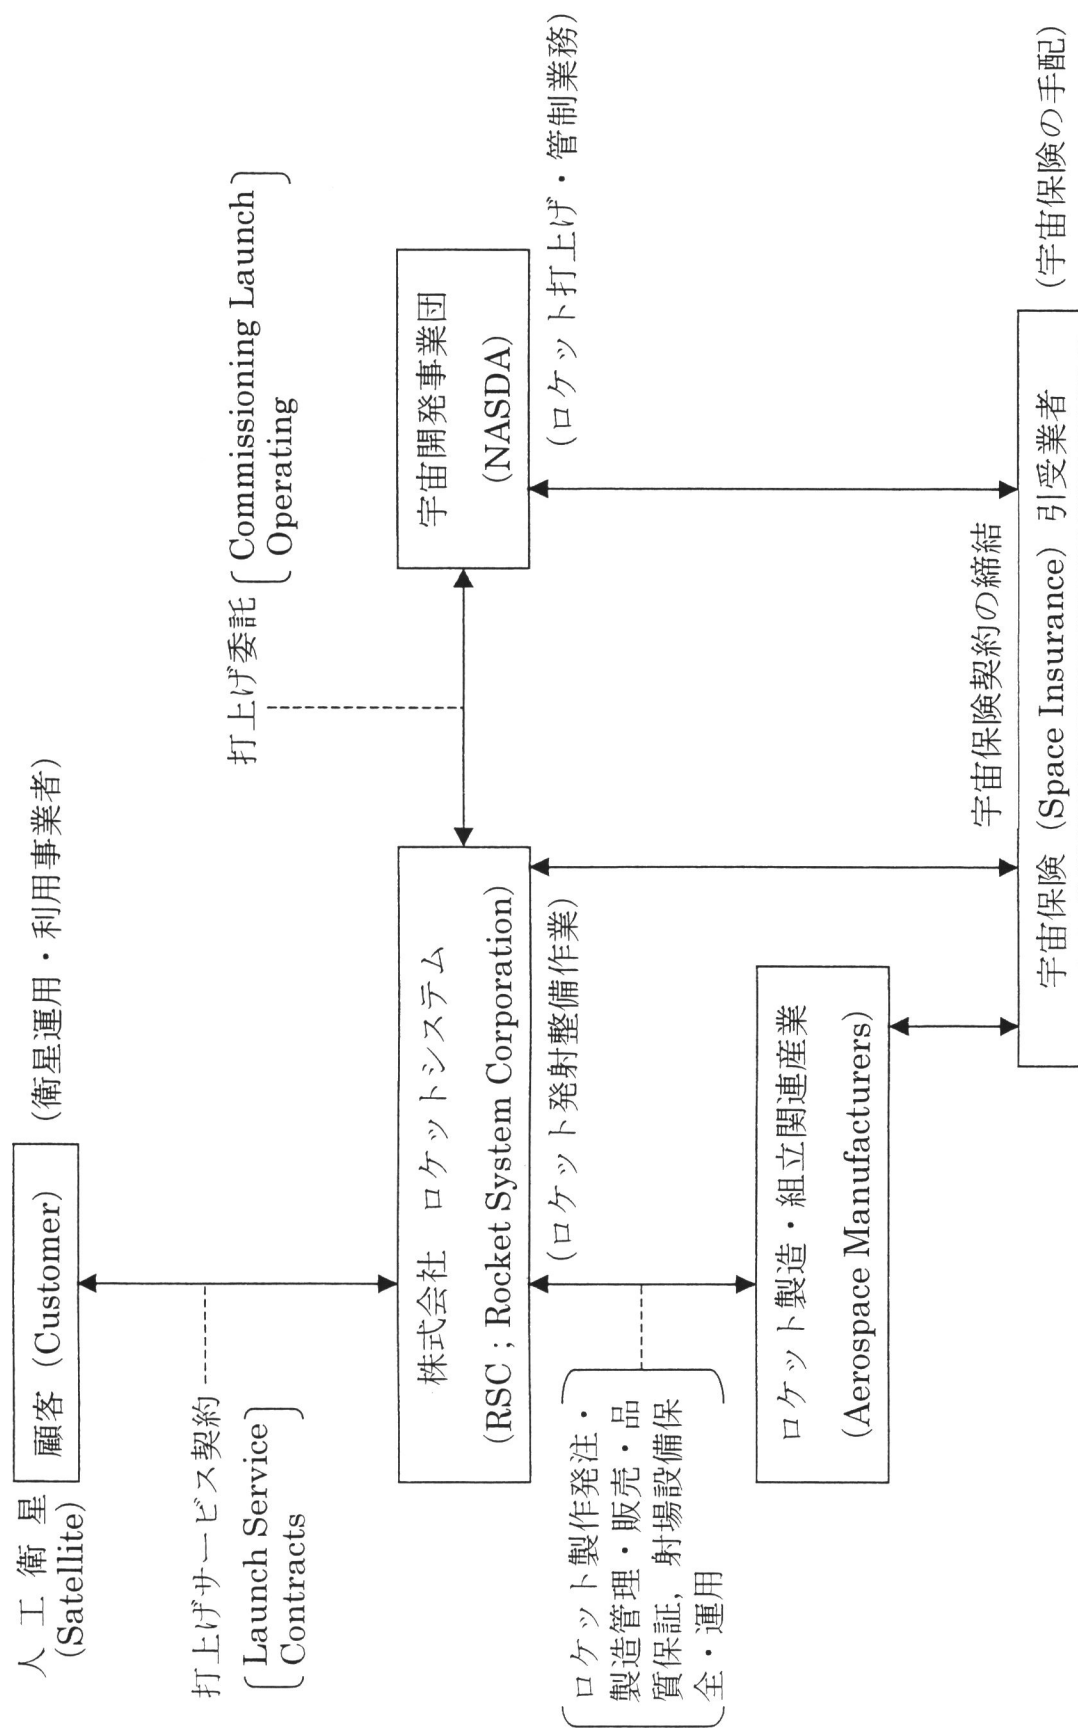 人工衛星
(Satellite)
顧客 (Customer)
(衛星運用・利用事業者)
打上げサービス契約
Launch Service
Contracts
打上げ委託
Commissioning Launch
Operating
株式会社 ロケットシステム
(RSC ; Rocket System Corporation)
(ロケット発射整備作業)
宇宙開発事業団
(NASDA)
(ロケット打上げ・管制業務)
ロケット製作発注・
製造管理・販売・品
質保証, 射場設備保
全・運用
ロケット製造・組立関連産業
(Aerospace Manufacturers)
宇宙保険契約の締結
宇宙保険 (Space Insurance) 引受業者
(宇宙保険の手配)